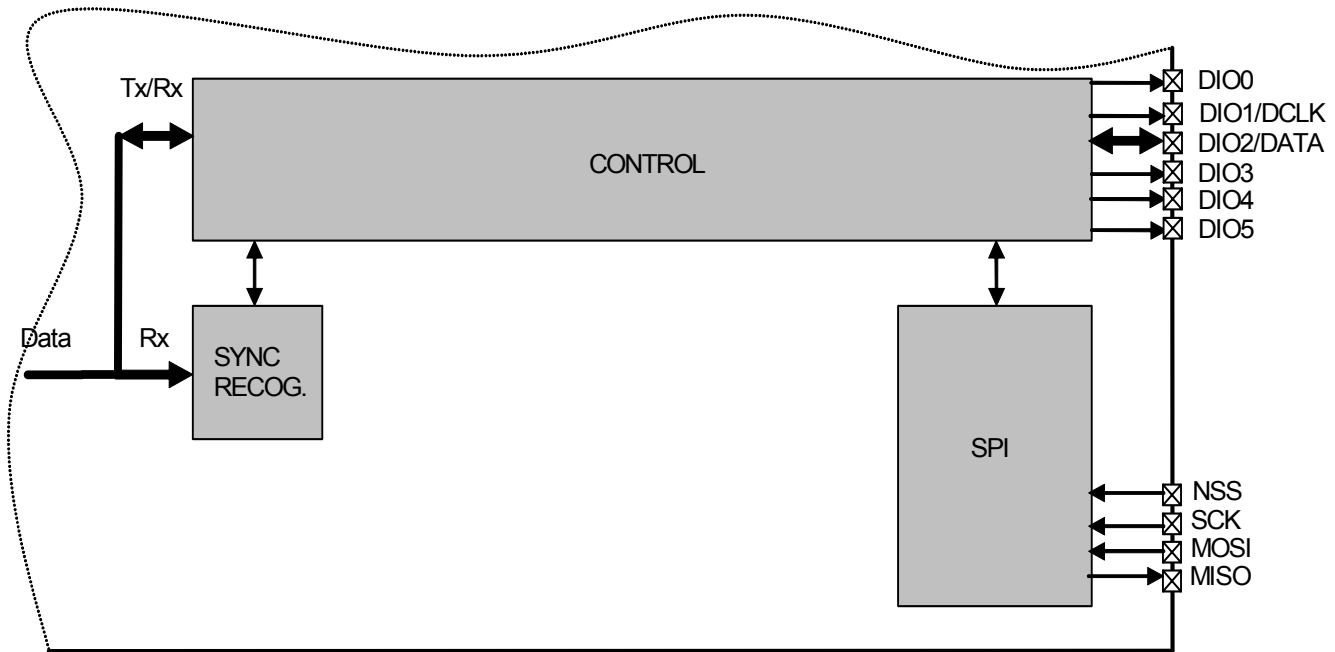 Tx/Rx
CONTROL
DIO0
DIO1/DCLK
DIO2/DATA
DIO3
DIO4
DIO5
Data
Rx
SYNC
RECOG.
SPI
NSS
SCK
MOSI
MISO